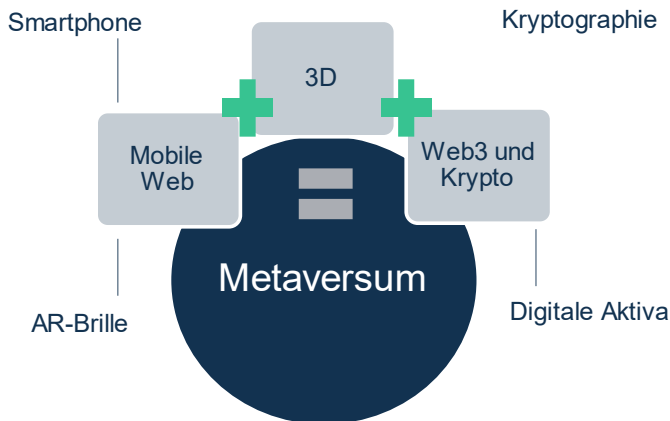 Smartphone
Kryptographie
3D
Mobile
Web
Web3 und
Krypto
Metaversum
AR-Brille
Digitale Aktiva